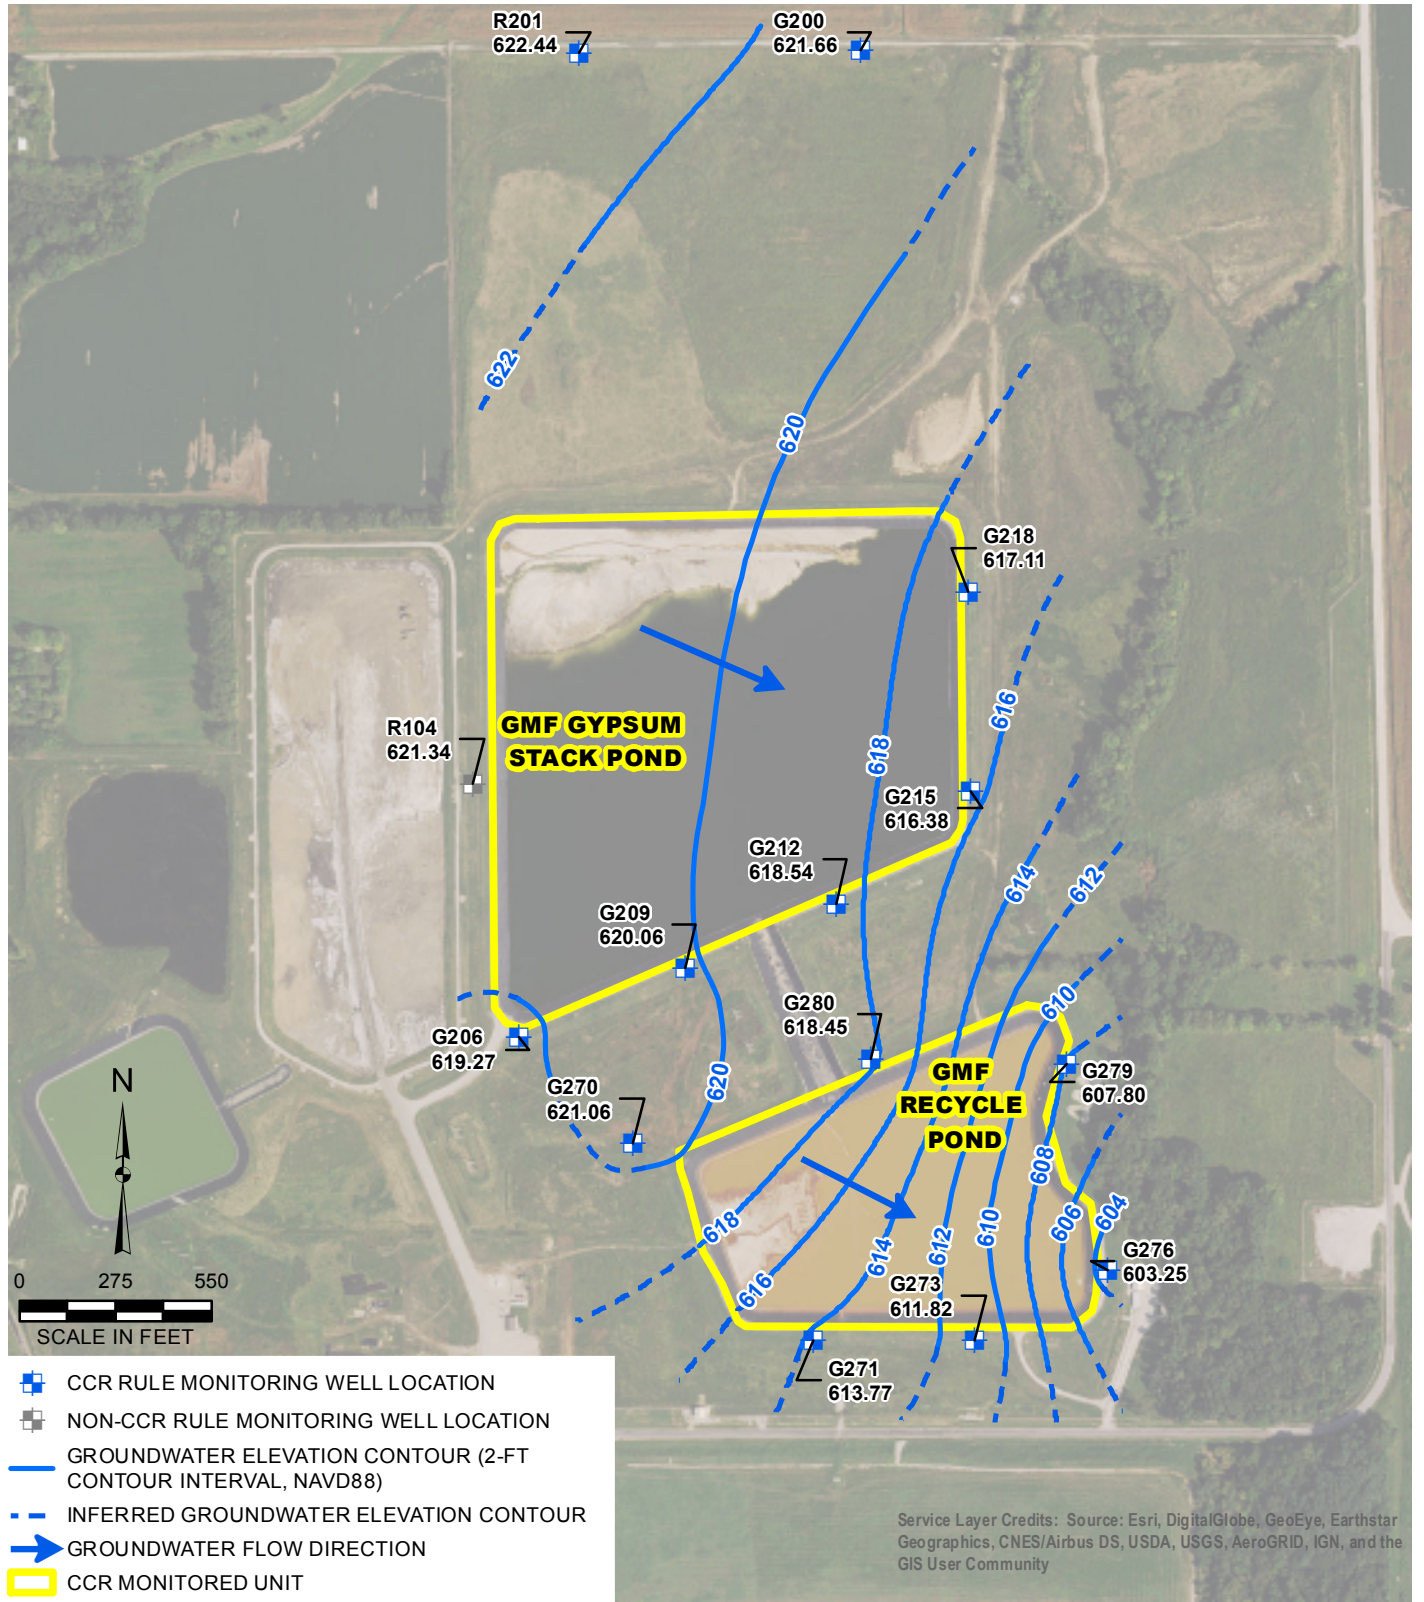 R201
622.44
G200
621.66
622
620
G218
617.11
616
R104
621.34
GMF GYPSUM
STACK POND
618
G215
616.38
G212
618.54
614
612
G209
620.06
G280
618.45
610
G206
619.27
N
G270
621.06
620
GMF
RECYCLE
POND
G279
607.80
608
618
616
614
612
610
606
604
G276
603.25
G273
611.82
G271
613.77
0 275 550
SCALE IN FEET
CCR RULE MONITORING WELL LOCATION
NON-CCR RULE MONITORING WELL LOCATION
GROUNDWATER ELEVATION CONTOUR (2-FT
CONTOUR INTERVAL, NAVD88)
INFERRED GROUNDWATER ELEVATION CONTOUR
GROUNDWATER FLOW DIRECTION
CCR MONITORED UNIT
Service Layer Credits: Source: Esri, DigitalGlobe, GeoEye, Earthstar
Geographics, CNES/Airbus DS, USDA, USGS, AeroGRID, IGN, and the
GIS User Community